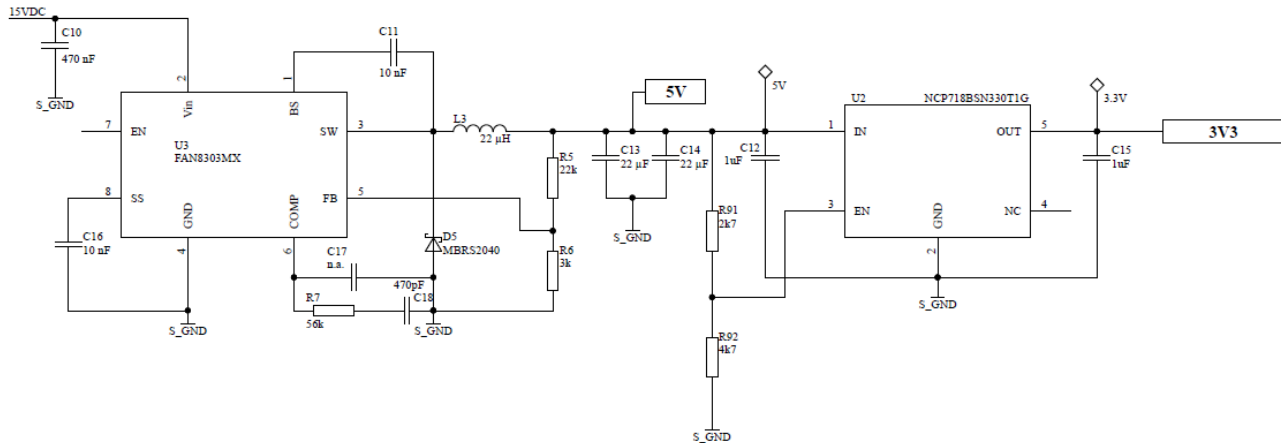 15VDC
C10
470 nF
S_GND
C11
10 nF
2
1
Vin
BS
7
EN
SW
3
U3
FAN8303MX
8
SS
FB
5
GND
COMP
4
6
C16
10 nF
S_GND
C17
n.a.
R7
56k
470pF
C18
S_GND
D5
MBRS2040
L3
22 µH
R5
22k
R6
3k
5V
C13
22 µF
C14
22 µF
S_GND
R91
2k7
R92
4k7
S_GND
5V
C12
1uF
U2
NCP718BSN330T1G
1
IN
OUT
5
3
EN
GND
NC
4
2
S_GND
3.3V
C15
1uF
3V3